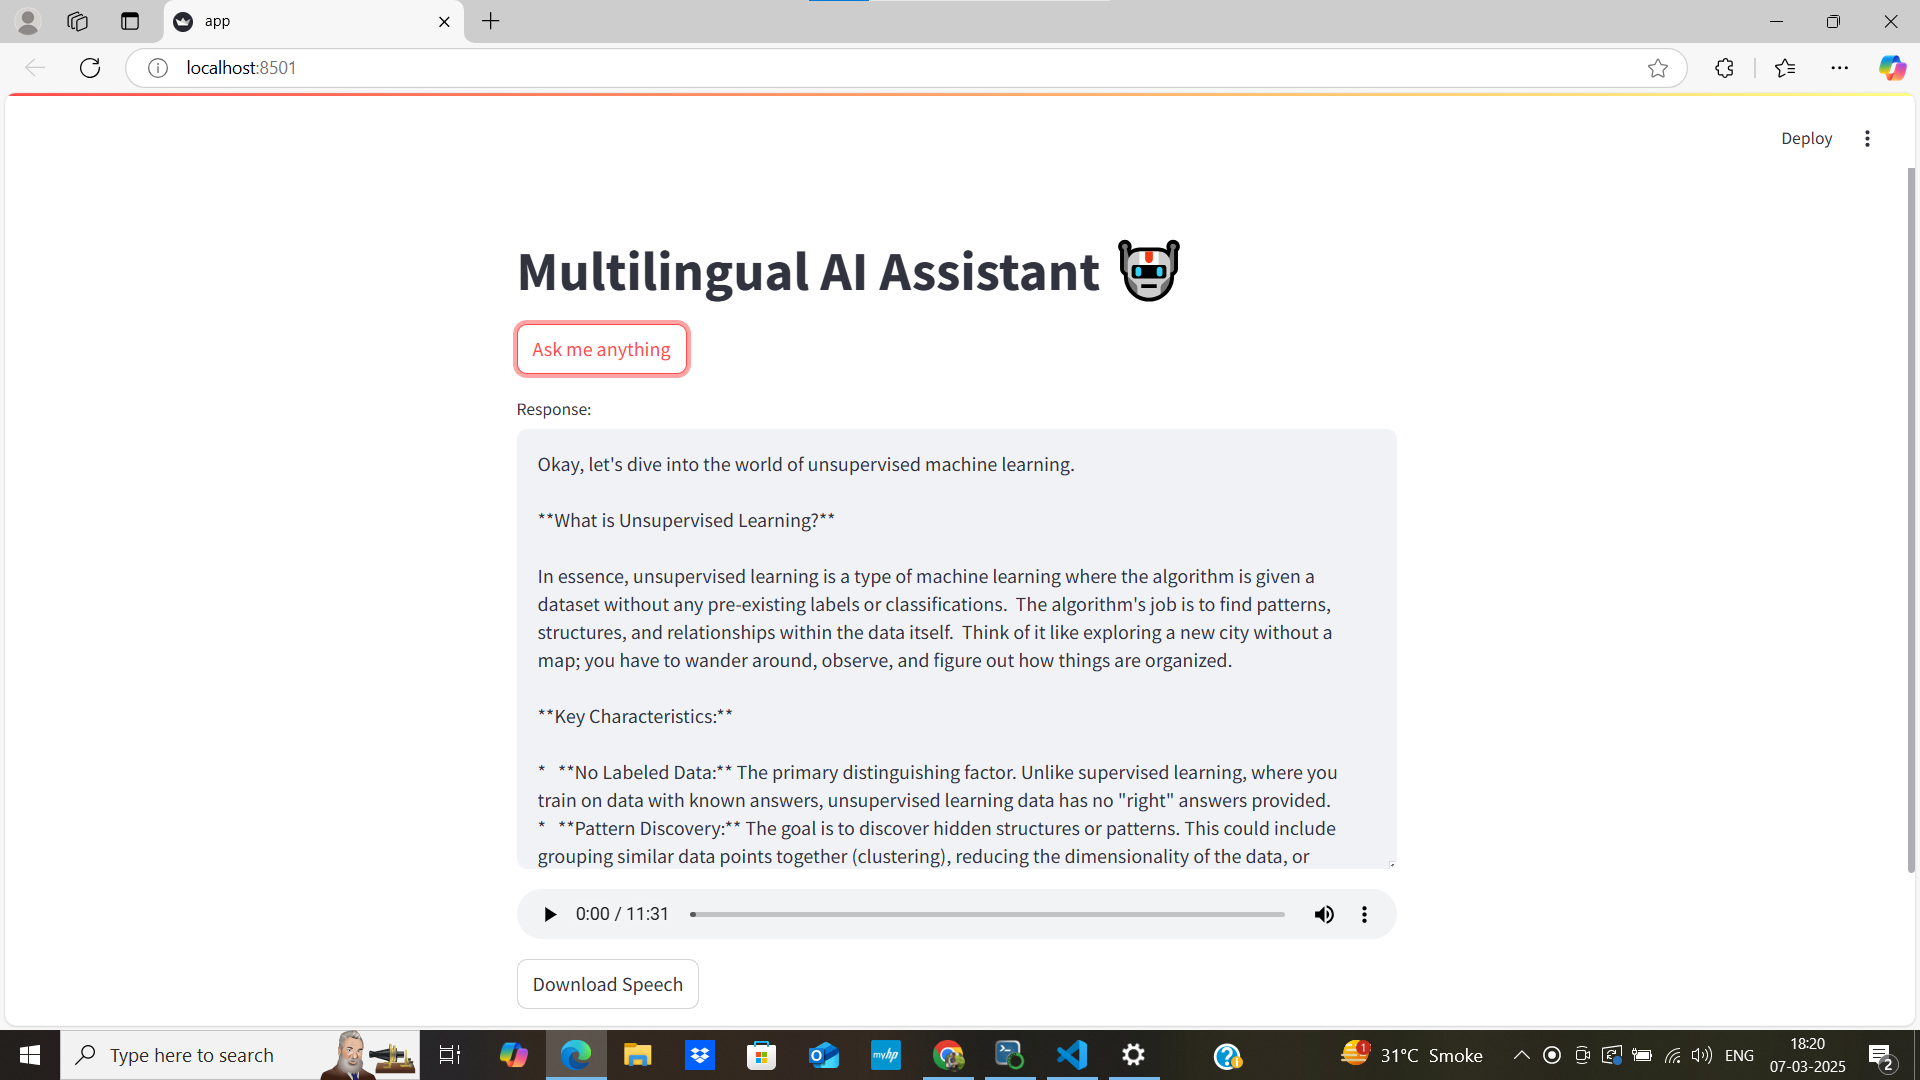 app
localhost:8501
Deploy
Multilingual AI Assistant
Ask me anything
Response:
Okay, let's dive into the world of unsupervised machine learning.
**What is Unsupervised Learning?**
In essence, unsupervised learning is a type of machine learning where the algorithm is given a
dataset without any pre-existing labels or classifications.  The algorithm's job is to find patterns,
structures, and relationships within the data itself.  Think of it like exploring a new city without a
map; you have to wander around, observe, and figure out how things are organized.
**Key Characteristics:**
*   **No Labeled Data:** The primary distinguishing factor. Unlike supervised learning, where you
train on data with known answers, unsupervised learning data has no "right" answers provided.
*   **Pattern Discovery:** The goal is to discover hidden structures or patterns. This could include
grouping similar data points together (clustering), reducing the dimensionality of the data, or
0:00 / 11:31
Download Speech
Type here to search
myhp
1
31°C Smoke
ENG
18:20
07-03-2025
2